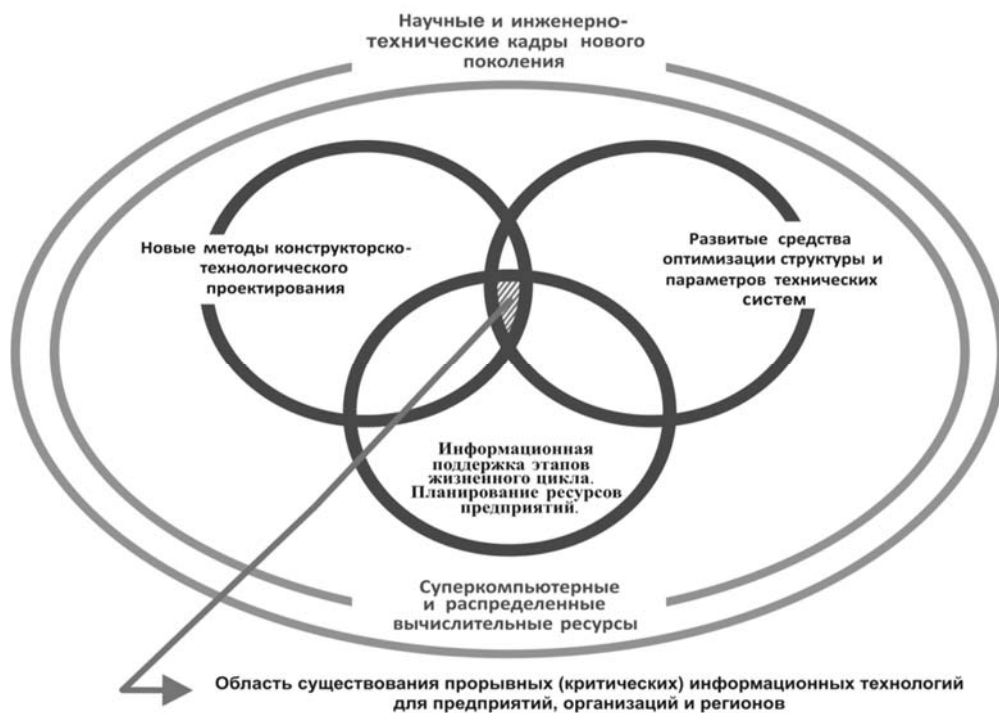 Научные и инженерно-
технические кадры нового
поколения
Новые методы конструкторско-
технологического
проектирования
Развитые средства
оптимизации структуры и
параметров технических
систем
Информационная
поддержка этапов
жизненного цикла.
Планирование ресурсов
предприятий.
Суперкомпьютерные
и распределенные
вычислительные ресурсы
Область существования прорывных (критических) информационных технологий
для предприятий, организаций и регионов